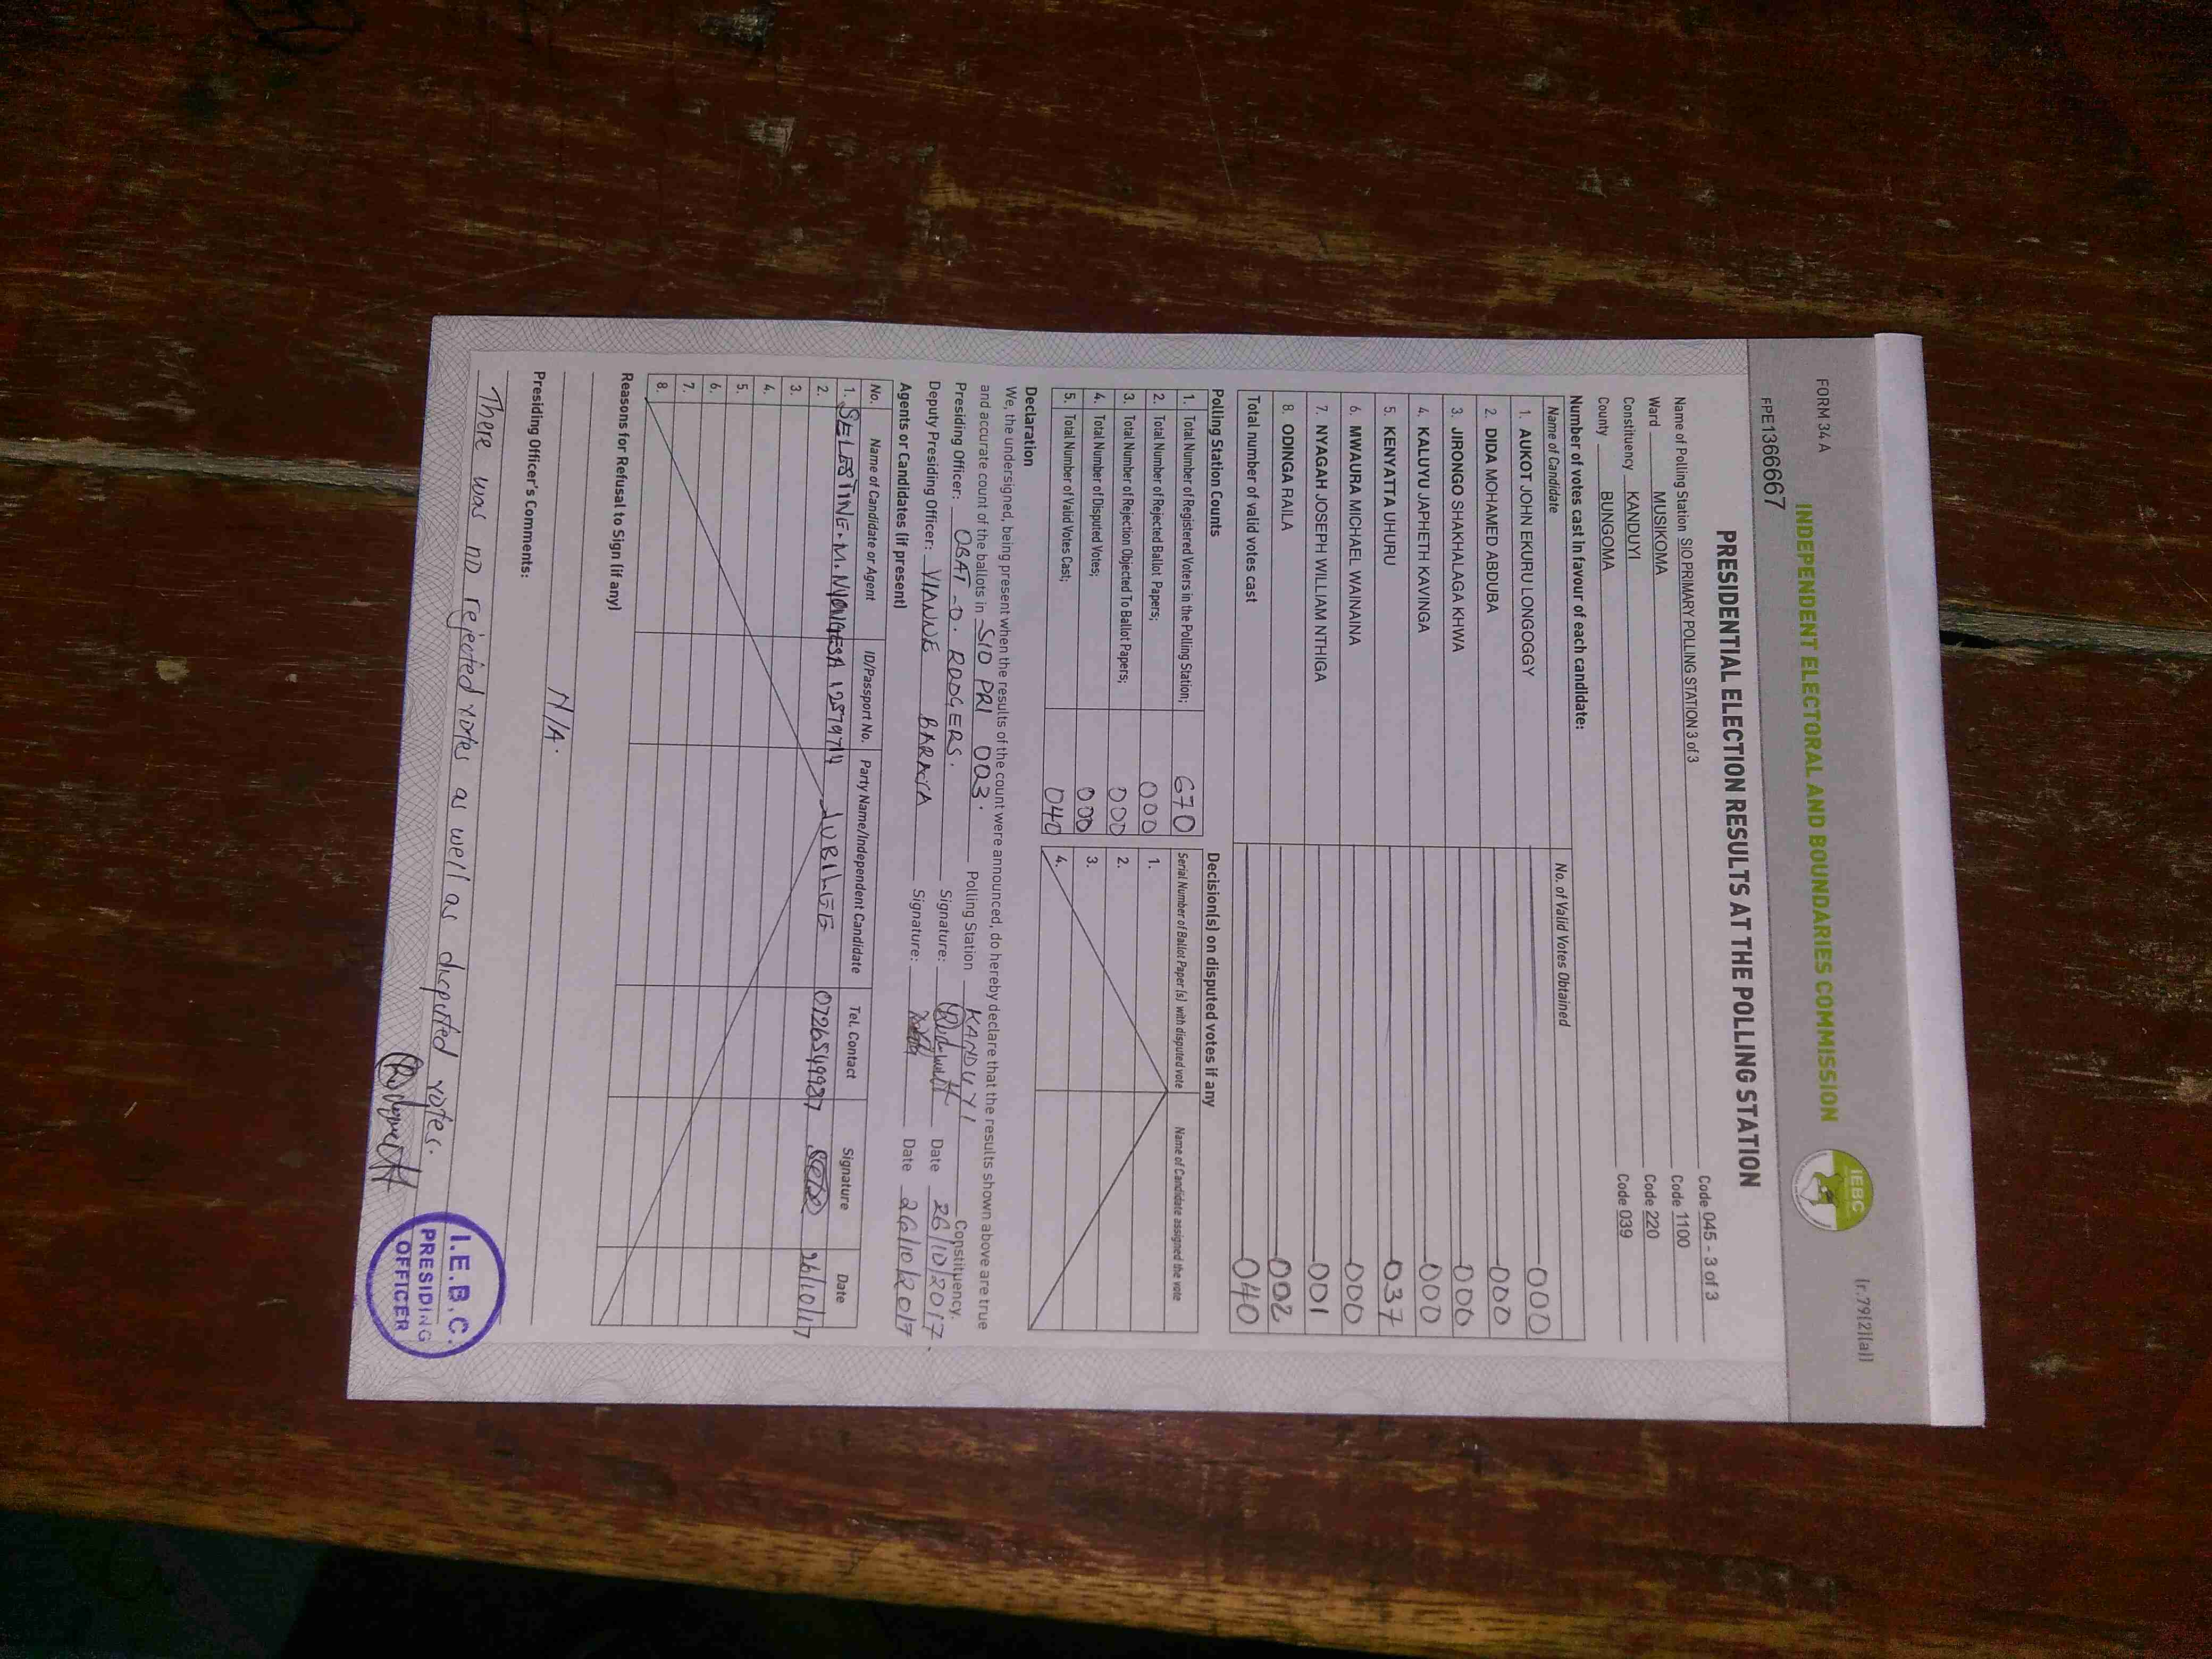 FORM 34 A
(r.79(2)(a))
INDEPENDENT ELECTORAL AND BOUNDARIES COMMISSION
IEBC
FPE1366667
PRESIDENTIAL ELECTION RESULTS AT THE POLLING STATION
Name of Polling Station SIO PRIMARY POLLING STATION 3 of 3 Code 045 - 3 of 3
Ward MUSIKOMA Code 1100
Constituency KANDUYI Code 220
County BUNGOMA Code 039
Number of votes cast in favour of each candidate:
Name of Candidate No. of Valid Votes Obtained
1. AUKOT JOHN EKURU LONGOGGY 000
2. DIDA MOHAMED ABDUBA 000
3. JIRONGO SHAKHALAGA KHWA 000
4. KALUYU JAPHETH KAVINGA 000
5. KENYATTA UHURU 037
6. MWAURA MICHAEL WAINAINA 000
7. NYAGAH JOSEPH WILLIAM NTHIGA 001
8. ODINGA RAILA 002
Total number of valid votes cast 040
Polling Station Counts
1. Total Number of Registered Voters in the Polling Station; 670
2. Total Number of Rejected Ballot Papers; 000
3. Total Number of Rejection Objected To Ballot Papers; 000
4. Total Number of Disputed Votes; 000
5. Total Number of Valid Votes Cast; 040
Decision(s) on disputed votes if any
Serial Number of Ballot Paper (s) with disputed vote Name of Candidate assigned the vote
1.
2.
3.
4.
Declaration
We, the undersigned, being present when the results of the count were announced, do hereby declare that the results shown above are true
and accurate count of the ballots in SIO PRI 003. Polling Station KANDUYI Constituency.
Presiding Officer: OBAT O. ROOGERS. Signature: Date 26/10/2017.
Deputy Presiding Officer: VIANNE BARASA Signature: Date 26/10/2017
Agents or Candidates (if present)
No. Name of Candidate or Agent ID/Passport No. Party Name/Independent Candidate Tel. Contact Signature Date
1. SELESTINE. M. NYONGESA JUBILEE 0726549987 26/10/17
2.
3.
4.
5.
6.
7.
8.
Reasons for Refusal to Sign (if any)
N/A.
Presiding Officer's Comments:
There was no rejected votes as well as disputed votes.
I.E.B.C.
PRESIDING
OFFICER